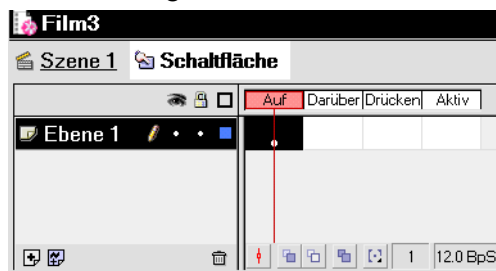 Film3
Szene 1 Schaltfläche
Auf Darüber Drücken Aktiv
Ebene 1
1 12.0 BpS